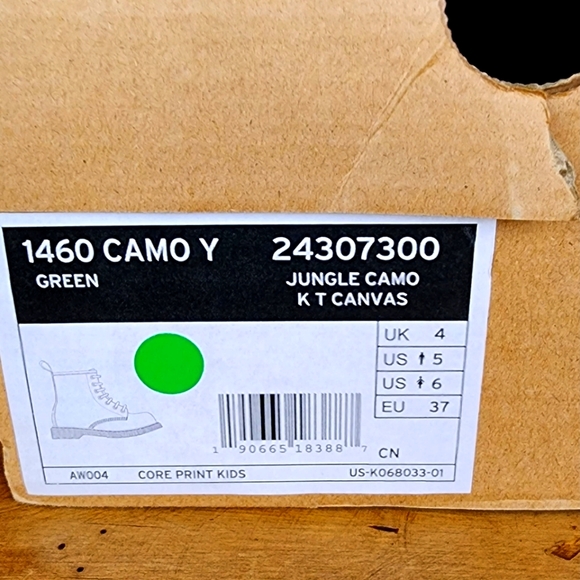 1460 CAMO Y 24307300
GREEN JUNGLE CAMO
K T CANVAS
UK 4
US 5
US 6
EU 37
1 90665 18388 7
CN
AW004 CORE PRINT KIDS US-K068033-01